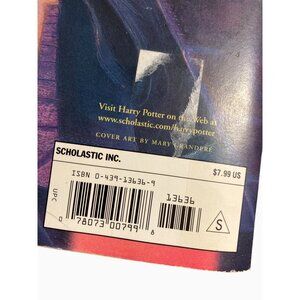 Visit Harry Potter on the Web at
www.scholastic.com/harrypotter
COVER ART BY MARY GRANDPRÉ
SCHOLASTIC INC.
$7.99 US
ISBN 0-439-13636-9
13636
UPC
0 78073 00799 8
S